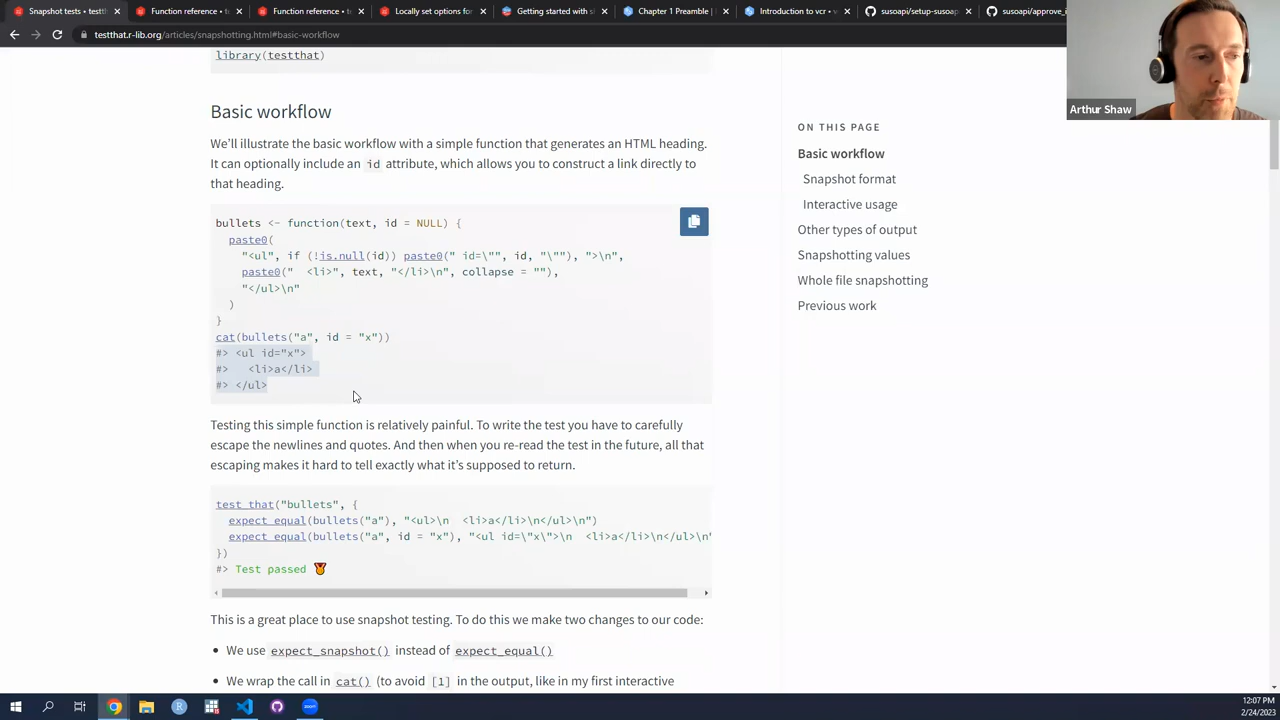 Snapshot tests • testth
Function reference • t
Function reference • t
Locally set options for
Getting started with sl
Chapter 1 Preamble |
Introduction to vcr • v
susoapi/setup-susoap
susoapi/approve_i
testthat.r-lib.org/articles/snapshotting.html#basic-workflow
library(testthat)
Basic workflow
We'll illustrate the basic workflow with a simple function that generates an HTML heading.
It can optionally include an id attribute, which allows you to construct a link directly to
that heading.
bullets <- function(text, id = NULL) {
paste0(
"<ul", if (!is.null(id)) paste0(" id=\"", id, "\""), ">\n",
paste0("  <li>", text, "</li>\n", collapse = ""),
"</ul>\n"
)
}
cat(bullets("a", id = "x"))
#> <ul id="x">
#>   <li>a</li>
#> </ul>
Testing this simple function is relatively painful. To write the test you have to carefully
escape the newlines and quotes. And then when you re-read the test in the future, all that
escaping makes it hard to tell exactly what it's supposed to return.
test_that("bullets", {
expect_equal(bullets("a"), "<ul>\n  <li>a</li>\n</ul>\n")
expect_equal(bullets("a", id = "x"), "<ul id=\"x\">\n  <li>a</li>\n</ul>\n"
})
#> Test passed
This is a great place to use snapshot testing. To do this we make two changes to our code:
• We use expect_snapshot() instead of expect_equal()
• We wrap the call in cat() (to avoid [1] in the output, like in my first interactive
ON THIS PAGE
Basic workflow
Snapshot format
Interactive usage
Other types of output
Snapshotting values
Whole file snapshotting
Previous work
Arthur Shaw
12:07 PM
2/24/2023